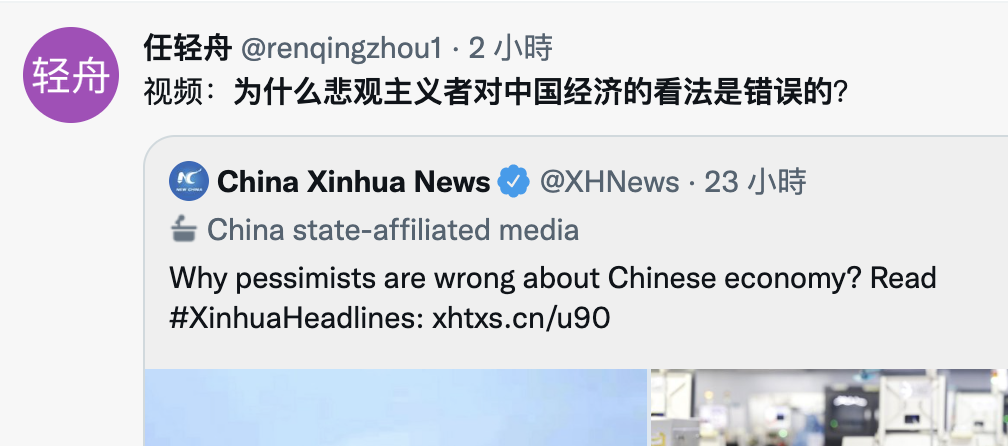 轻舟
任轻舟 @renqingzhou1 · 2 小時
视频：为什么悲观主义者对中国经济的看法是错误的?
NEW CHINA
China Xinhua News @XHNews · 23 小時
China state-affiliated media
Why pessimists are wrong about Chinese economy? Read
#XinhuaHeadlines: xhtxs.cn/u90